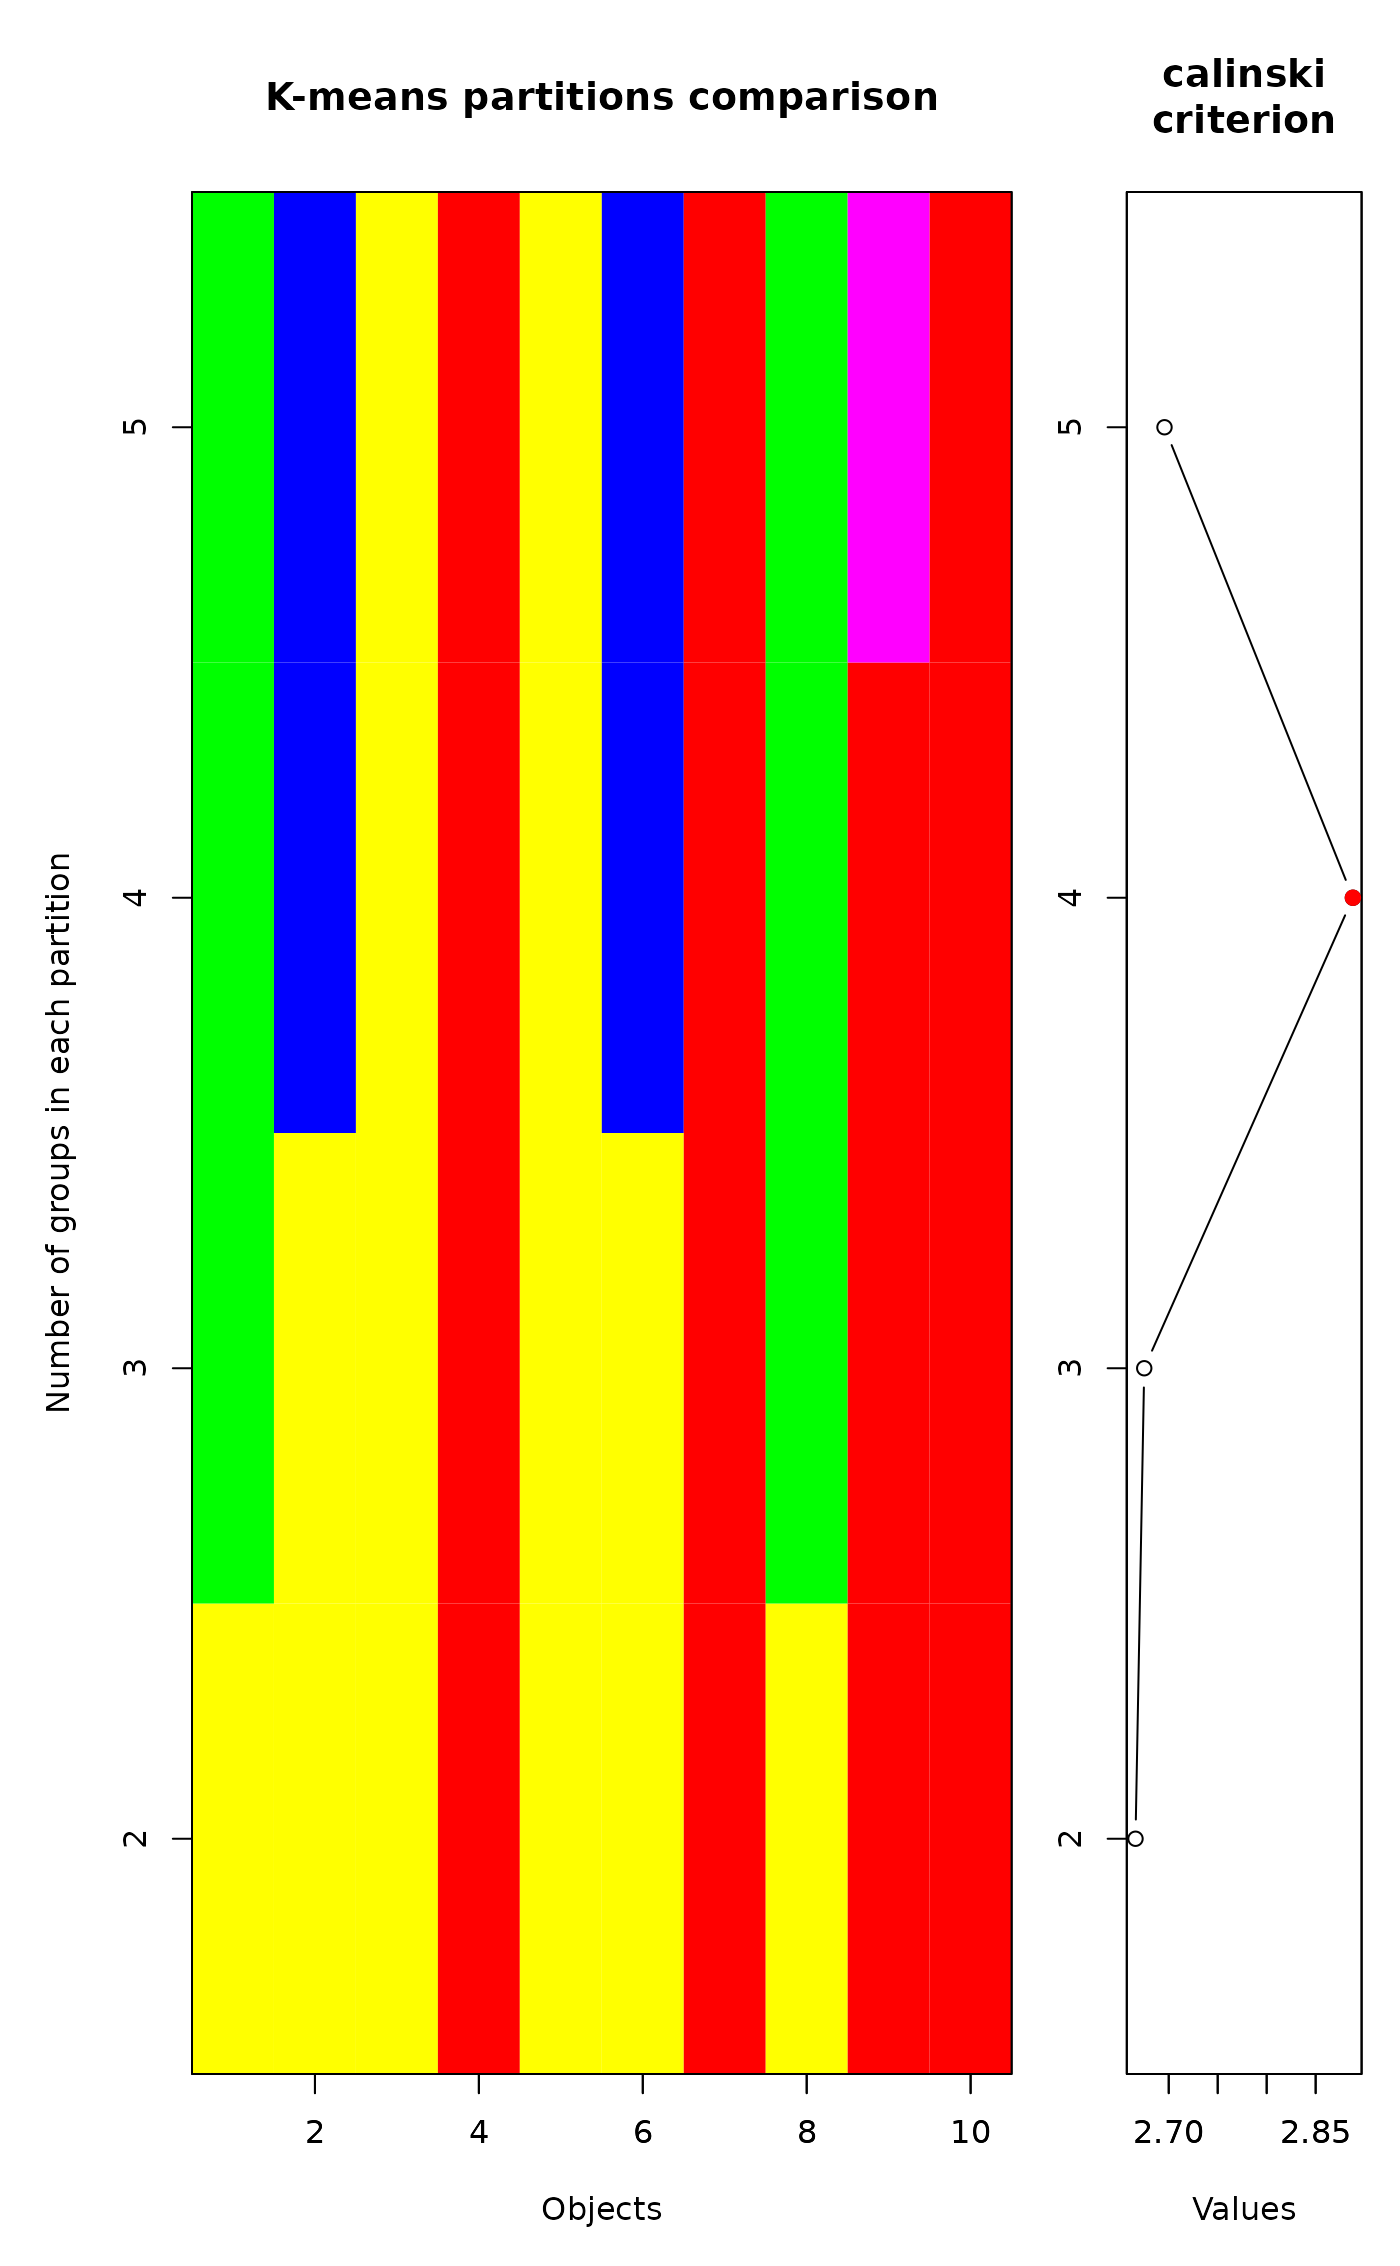 K-means partitions comparison
calinski
criterion
Number of groups in each partition
5
4
3
2
2 4 6 8 10
Objects
5
4
3
2
2.70 2.85
Values